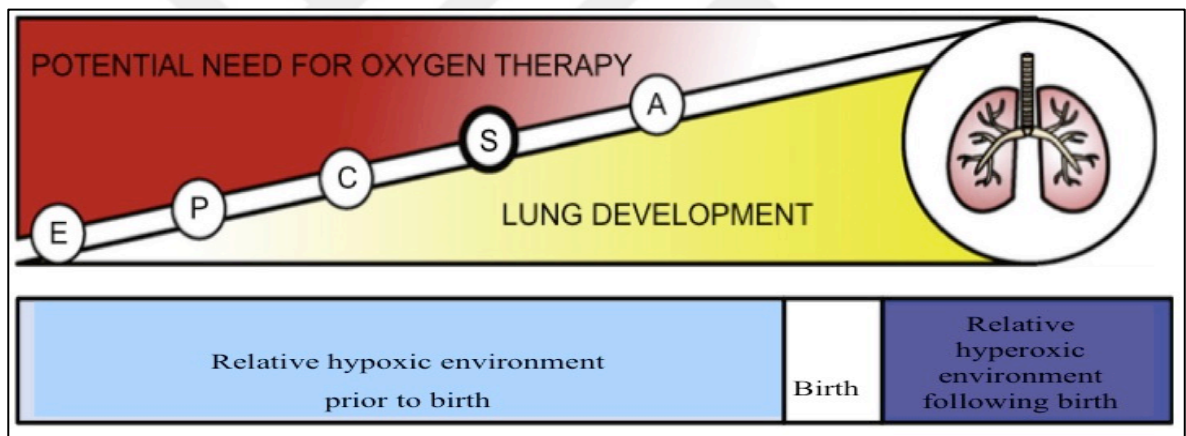 POTENTIAL NEED FOR OXYGEN THERAPY
A
S
C
P
E
LUNG DEVELOPMENT
Relative hypoxic environment
prior to birth
Birth
Relative
hyperoxic
environment
following birth